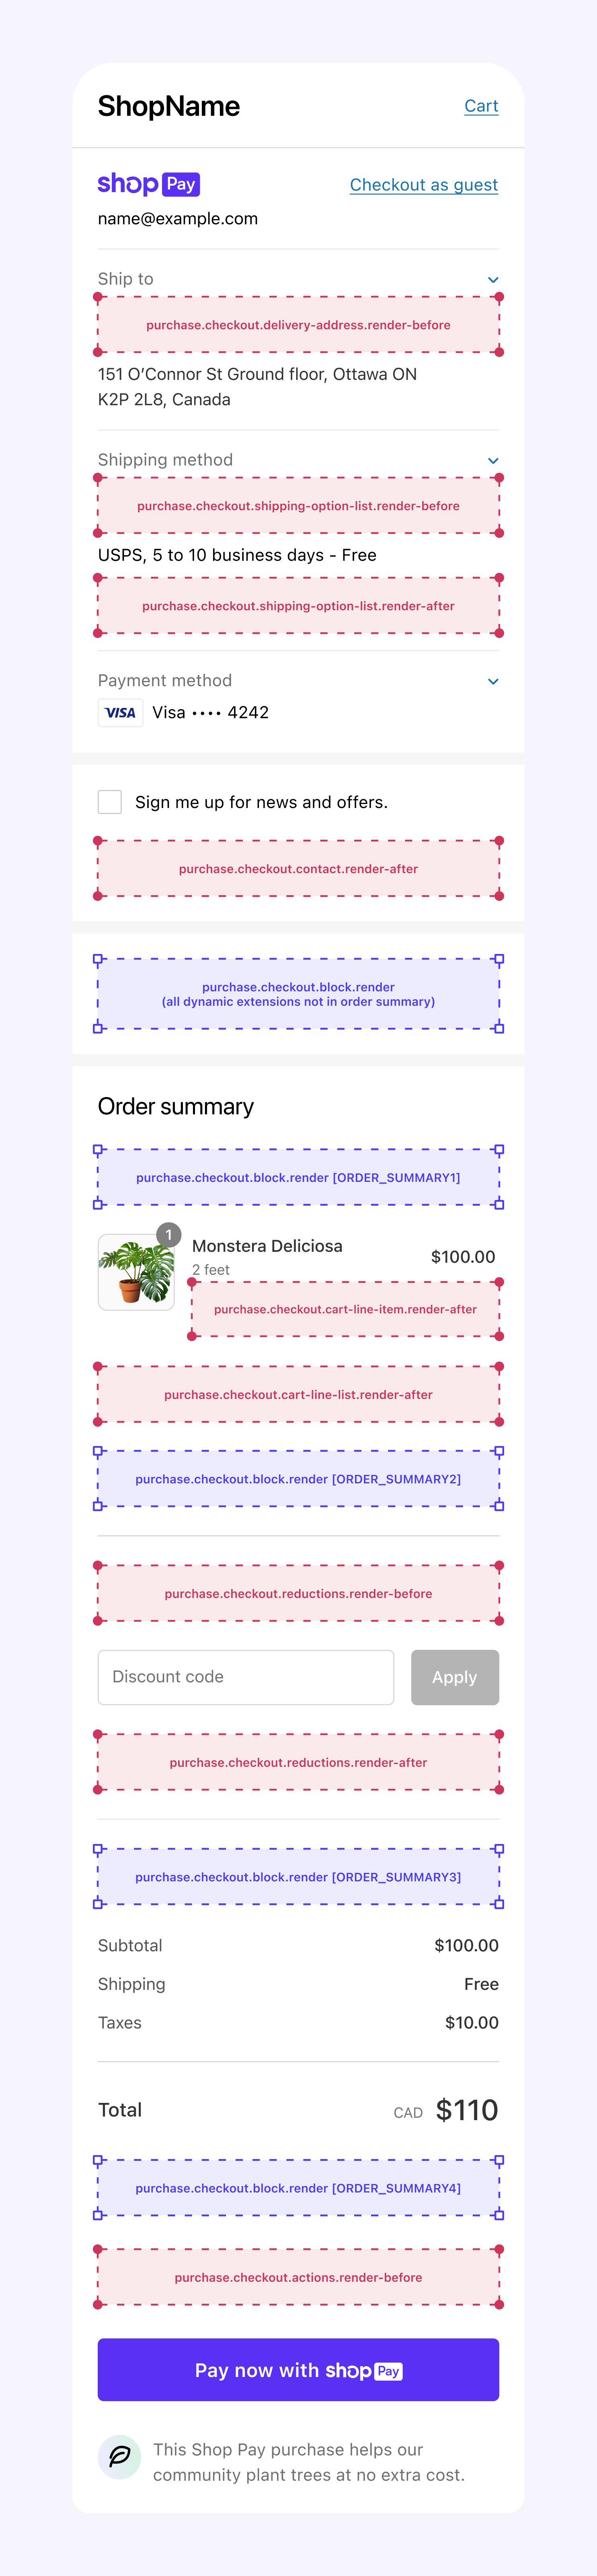 ShopName
Cart
shop Pay
Checkout as guest
name@example.com
Ship to
purchase.checkout.delivery-address.render-before
151 O’Connor St Ground floor, Ottawa ON
K2P 2L8, Canada
Shipping method
purchase.checkout.shipping-option-list.render-before
USPS, 5 to 10 business days - Free
purchase.checkout.shipping-option-list.render-after
Payment method
VISA Visa •••• 4242
Sign me up for news and offers.
purchase.checkout.contact.render-after
purchase.checkout.block.render
(all dynamic extensions not in order summary)
Order summary
purchase.checkout.block.render [ORDER_SUMMARY1]
1
Monstera Deliciosa
$100.00
2 feet
purchase.checkout.cart-line-item.render-after
purchase.checkout.cart-line-list.render-after
purchase.checkout.block.render [ORDER_SUMMARY2]
purchase.checkout.reductions.render-before
Discount code
Apply
purchase.checkout.reductions.render-after
purchase.checkout.block.render [ORDER_SUMMARY3]
Subtotal $100.00
Shipping Free
Taxes $10.00
Total CAD $110
purchase.checkout.block.render [ORDER_SUMMARY4]
purchase.checkout.actions.render-before
Pay now with shop Pay
This Shop Pay purchase helps our
community plant trees at no extra cost.